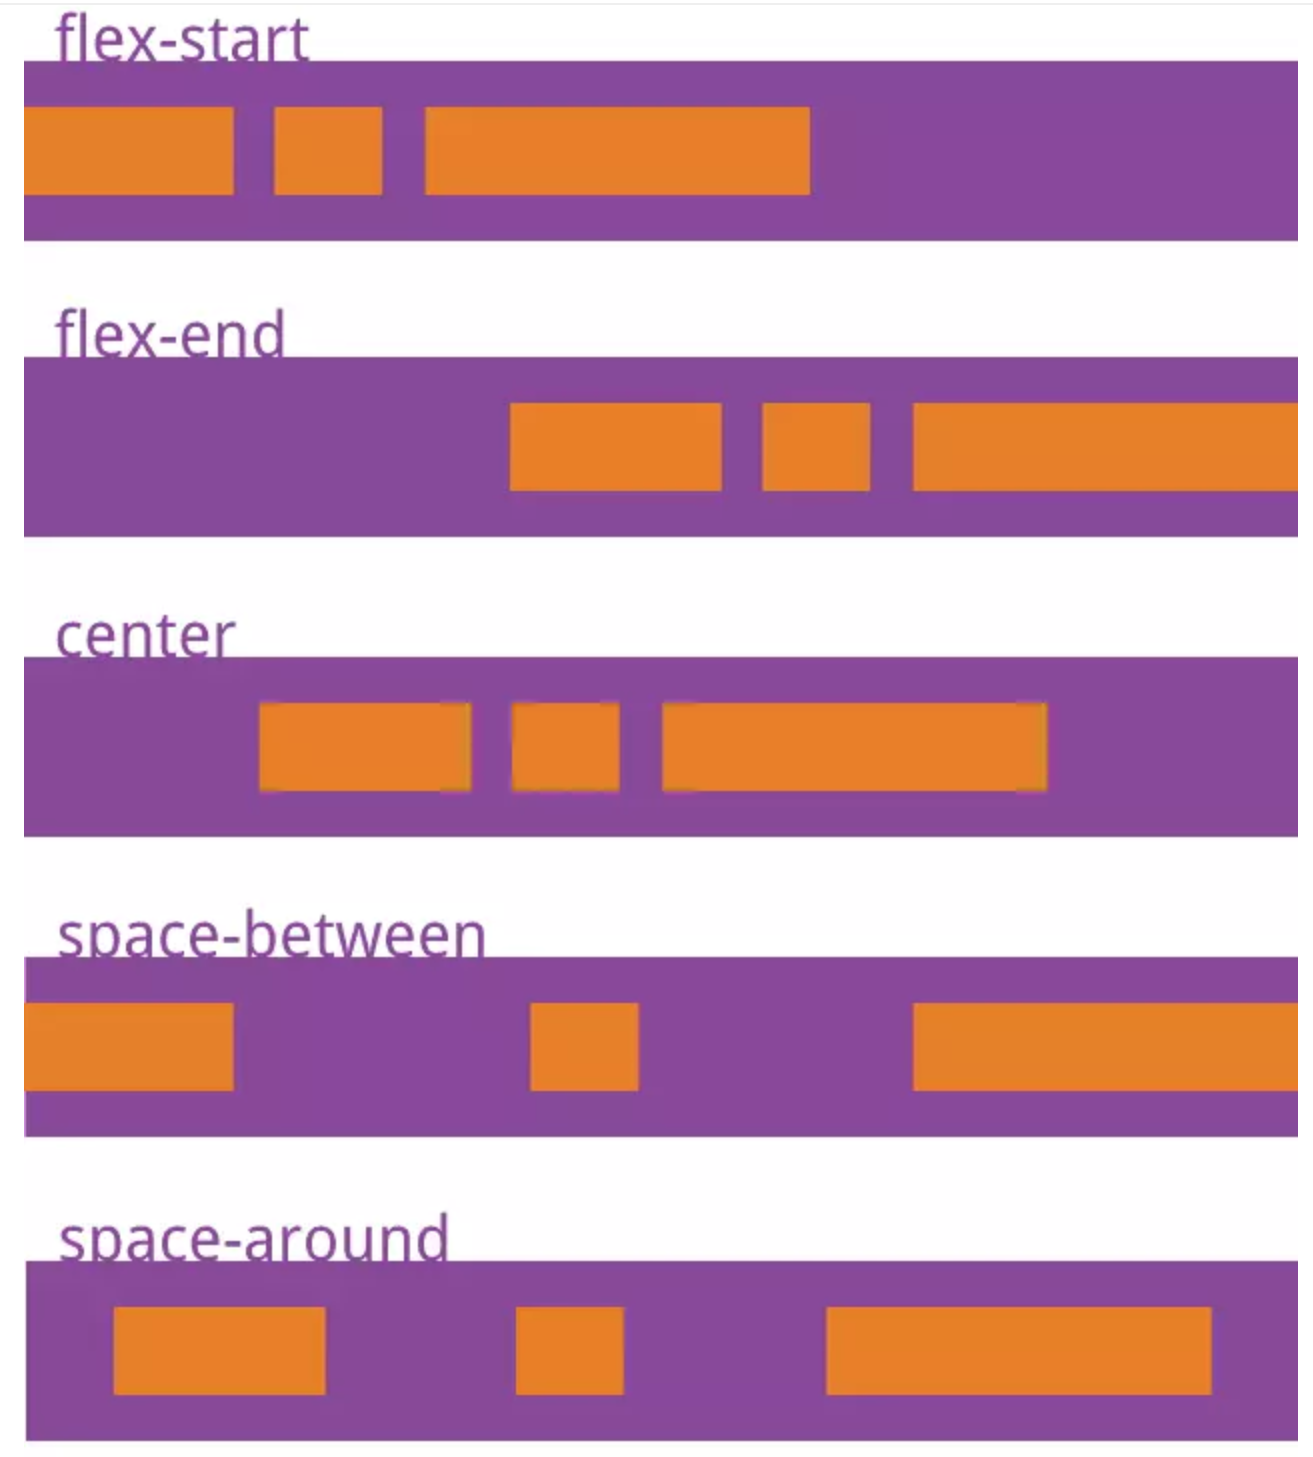 flex-start
flex-end
center
space-between
space-around